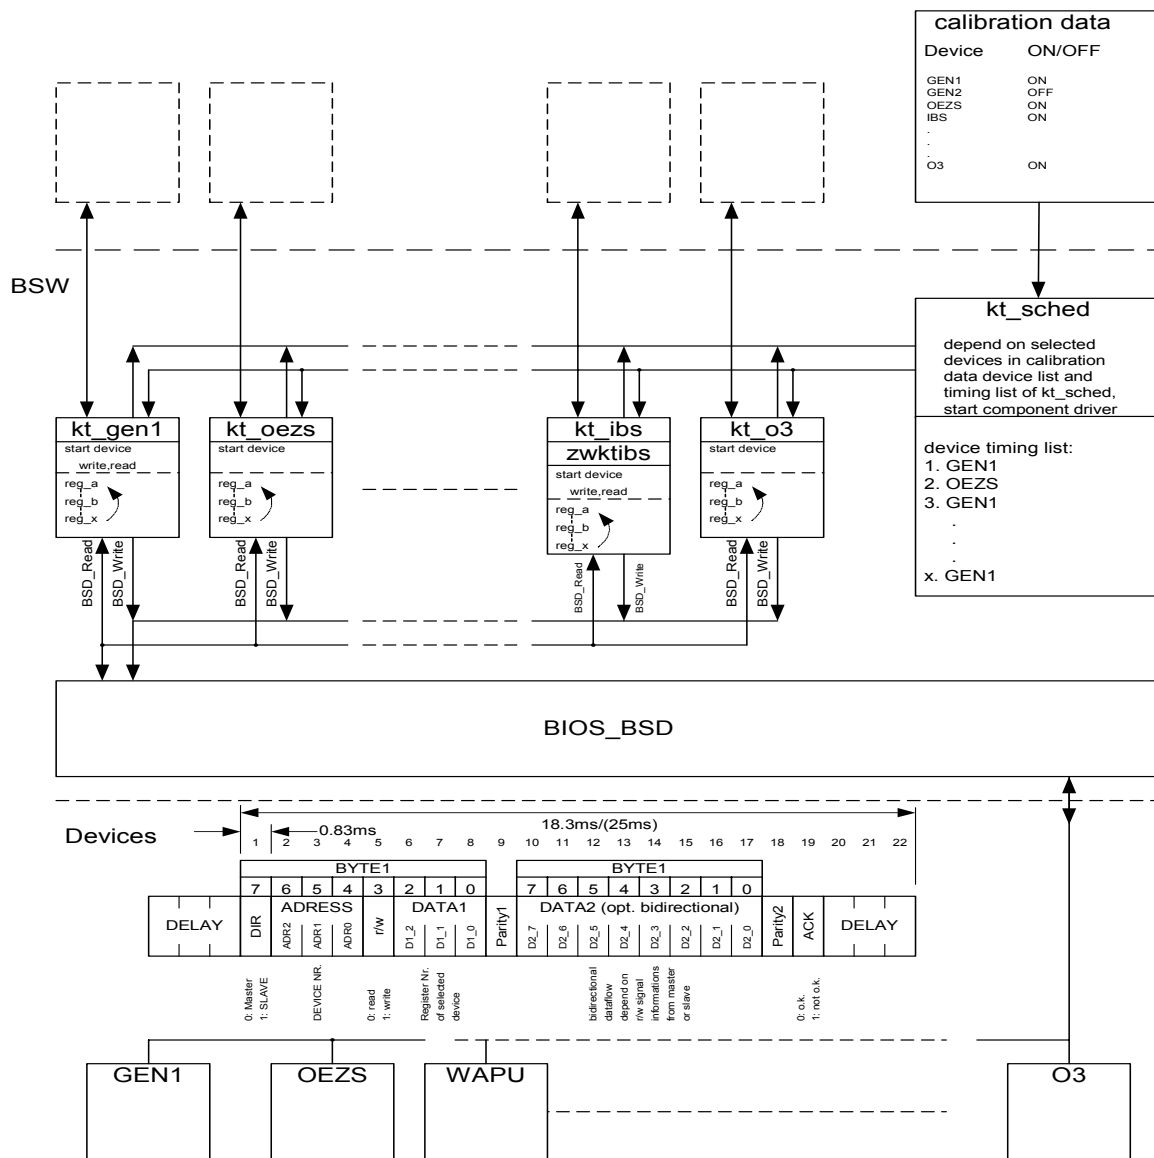 calibration data
Device ON/OFF
GEN1 ON
GEN2 OFF
OEZS ON
IBS ON
.
.
.
O3 ON
BSW
kt_sched
depend on selected
devices in calibration
data device list and
timing list of kt_sched,
start component driver
device timing list:
1. GEN1
2. OEZS
3. GEN1
.
.
.
x. GEN1
kt_gen1
start device
write,read
reg_a
reg_b
reg_x
kt_oezs
start device
reg_a
reg_b
reg_x
kt_ibs
zwktibs
start device
write,read
reg_a
reg_b
reg_x
kt_o3
start device
reg_a
reg_b
reg_x
BSD_Read
BSD_Write
BSD_Read
BSD_Write
BSD_Read
BSD_Write
BSD_Read
BSD_Write
BIOS_BSD
Devices
0.83ms
18.3ms/(25ms)
1 2 3 4 5 6 7 8 9 10 11 12 13 14 15 16 17 18 19 20 21 22
BYTE1 BYTE1
7 6 5 4 3 2 1 0 7 6 5 4 3 2 1 0
DELAY
DIR
ADRESS
ADR2
ADR1
ADR0
r/w
DATA1
D1_2
D1_1
D1_0
Parity1
DATA2 (opt. bidirectional)
D2_7
D2_6
D2_5
D2_4
D2_3
D2_2
D2_1
D2_0
Parity2
ACK
DELAY
0: Master
1: SLAVE
DEVICE NR.
0: read
1: write
Register Nr.
of selected
device
bidirectional
dataflow
depend on
r/w signal
informations
from master
or slave
0: o.k.
1: not o.k.
GEN1
OEZS
WAPU
O3